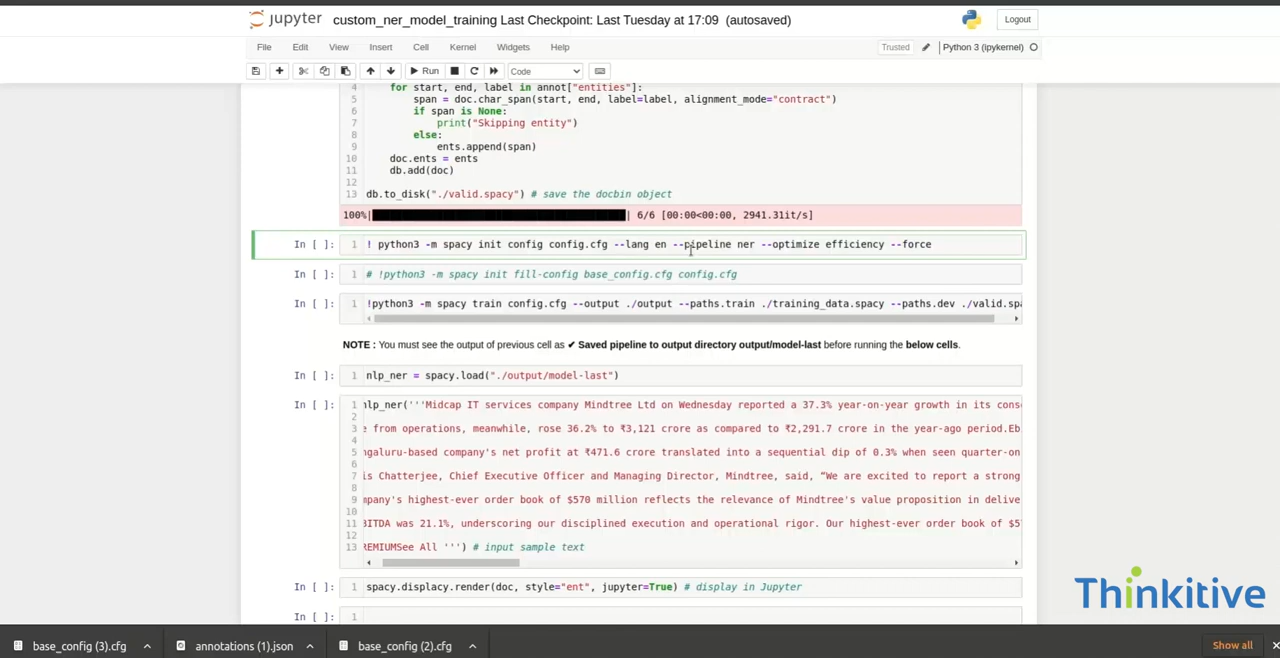 jupyter custom_ner_model_training Last Checkpoint: Last Tuesday at 17:09 (autosaved) Logout
File Edit View Insert Cell Kernel Widgets Help Trusted Python 3 (ipykernel)
Run Code
4 for start, end, label in annot["entities"]:
5 span = doc.char_span(start, end, label=label, alignment_mode="contract")
6 if span is None:
7 print("Skipping entity")
8 else:
9 ents.append(span)
10 doc.ents = ents
11 db.add(doc)
12
13 db.to_disk("./valid.spacy") # save the docbin object
100%| | 6/6 [00:00<00:00, 2941.31it/s]
In [ ]: 1 ! python3 -m spacy init config config.cfg --lang en --pipeline ner --optimize efficiency --force
In [ ]: 1 # !python3 -m spacy init fill-config base_config.cfg config.cfg
In [ ]: 1 !python3 -m spacy train config.cfg --output ./output --paths.train ./training_data.spacy --paths.dev ./valid.spa
NOTE : You must see the output of previous cell as ✔ Saved pipeline to output directory output/model-last before running the below cells.
In [ ]: 1 nlp_ner = spacy.load("./output/model-last")
In [ ]: 1 nlp_ner('''Midcap IT services company Mindtree Ltd on Wednesday reported a 37.3% year-on-year growth in its cons
2
3 e from operations, meanwhile, rose 36.2% to ₹3,121 crore as compared to ₹2,291.7 crore in the year-ago period.Eb
4
5 ngaluru-based company's net profit at ₹471.6 crore translated into a sequential dip of 0.3% when seen quarter-on
6
7 is Chatterjee, Chief Executive Officer and Managing Director, Mindtree, said, “We are excited to report a strong
8
9 mpany's highest-ever order book of $570 million reflects the relevance of Mindtree's value proposition in delive
10
11 BITDA was 21.1%, underscoring our disciplined execution and operational rigor. Our highest-ever order book of $5
12
13 REMIUMSee All ''') # input sample text
In [ ]: 1 spacy.displacy.render(doc, style="ent", jupyter=True) # display in Jupyter
In [ ]: 1
Thinkitive
base_config (3).cfg annotations (1).json base_config (2).cfg Show all